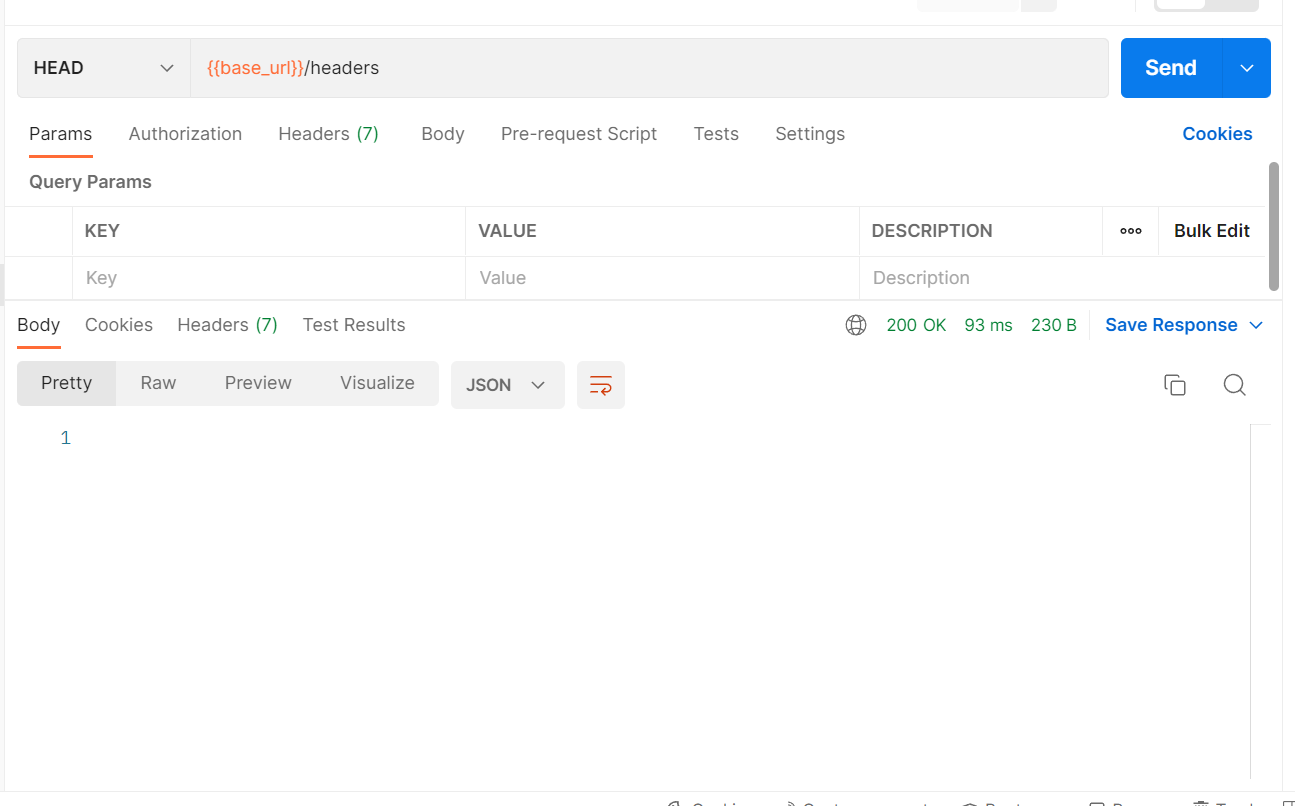 HEAD {{base_url}}/headers Send
Params Authorization Headers (7) Body Pre-request Script Tests Settings Cookies
Query Params
KEY VALUE DESCRIPTION ooo Bulk Edit
Key Value Description
Body Cookies Headers (7) Test Results 200 OK 93 ms 230 B Save Response
Pretty Raw Preview Visualize JSON
1